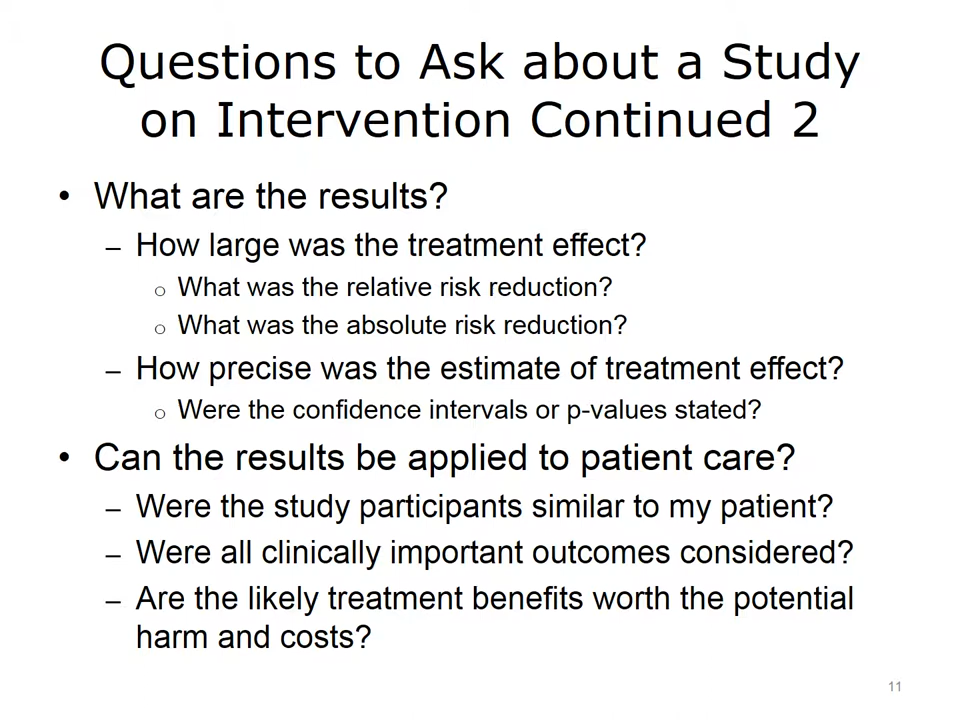 Questions to Ask about a Study
on Intervention Continued 2
• What are the results?
– How large was the treatment effect?
○ What was the relative risk reduction?
○ What was the absolute risk reduction?
– How precise was the estimate of treatment effect?
○ Were the confidence intervals or p-values stated?
• Can the results be applied to patient care?
– Were the study participants similar to my patient?
– Were all clinically important outcomes considered?
– Are the likely treatment benefits worth the potential
harm and costs?
11